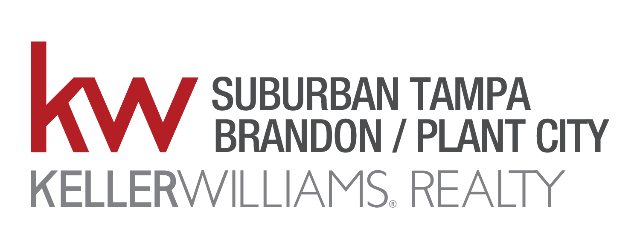 kw
SUBURBAN TAMPA
BRANDON / PLANT CITY
KELLERWILLIAMS® REALTY